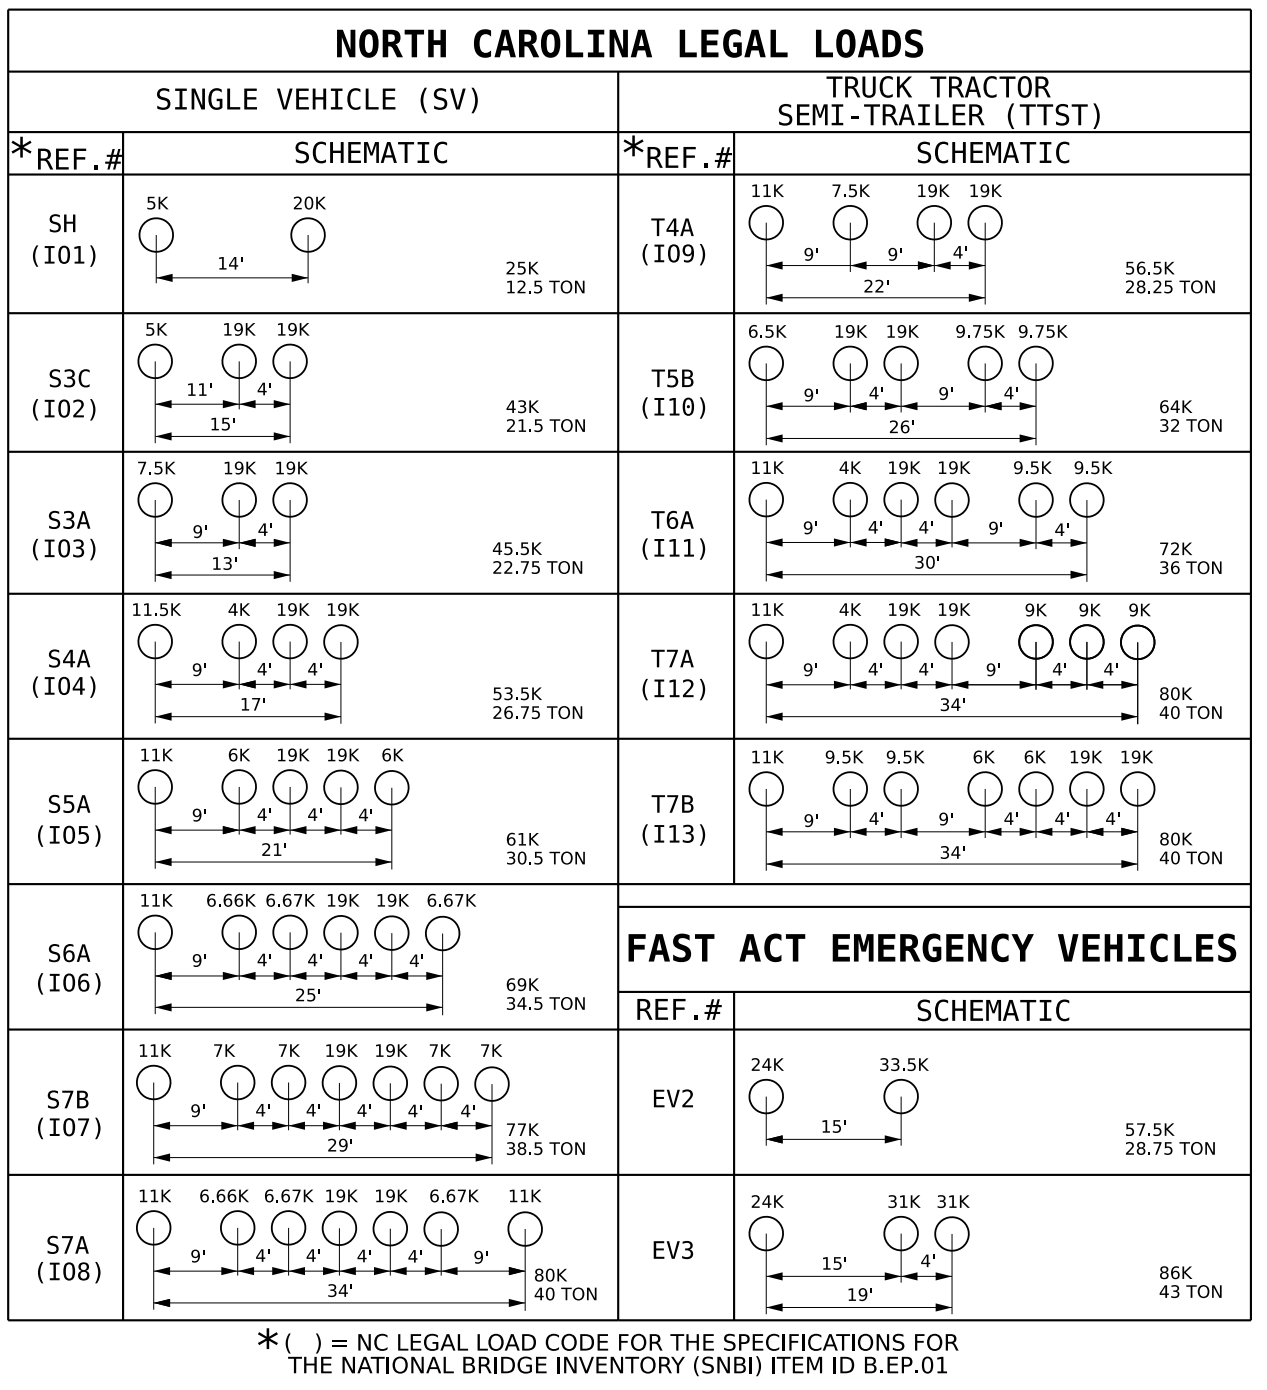 NORTH CAROLINA LEGAL LOADS
SINGLE VEHICLE (SV)
*REF.# SCHEMATIC
SH
(IO1)
5K 20K
14'
25K
12.5 TON
S3C
(IO2)
5K 19K 19K
11' 4'
15'
43K
21.5 TON
S3A
(IO3)
7.5K 19K 19K
9' 4'
13'
45.5K
22.75 TON
S4A
(IO4)
11.5K 4K 19K 19K
9' 4' 4'
17'
53.5K
26.75 TON
S5A
(IO5)
11K 6K 19K 19K 6K
9' 4' 4' 4'
21'
61K
30.5 TON
S6A
(IO6)
11K 6.66K 6.67K 19K 19K 6.67K
9' 4' 4' 4' 4'
25'
69K
34.5 TON
S7B
(IO7)
11K 7K 7K 19K 19K 7K 7K
9' 4' 4' 4' 4' 4'
29'
77K
38.5 TON
S7A
(IO8)
11K 6.66K 6.67K 19K 19K 6.67K 11K
9' 4' 4' 4' 4' 9'
34'
80K
40 TON
TRUCK TRACTOR
SEMI-TRAILER (TTST)
*REF.# SCHEMATIC
T4A
(IO9)
11K 7.5K 19K 19K
9' 9' 4'
22'
56.5K
28.25 TON
T5B
(I10)
6.5K 19K 19K 9.75K 9.75K
9' 4' 9' 4'
26'
64K
32 TON
T6A
(I11)
11K 4K 19K 19K 9.5K 9.5K
9' 4' 4' 9' 4'
30'
72K
36 TON
T7A
(I12)
11K 4K 19K 19K 9K 9K 9K
9' 4' 4' 9' 4' 4'
34'
80K
40 TON
T7B
(I13)
11K 9.5K 9.5K 6K 6K 19K 19K
9' 4' 9' 4' 4' 4'
34'
80K
40 TON
FAST ACT EMERGENCY VEHICLES
REF.# SCHEMATIC
EV2
24K 33.5K
15'
57.5K
28.75 TON
EV3
24K 31K 31K
15' 4'
19'
86K
43 TON
*( ) = NC LEGAL LOAD CODE FOR THE SPECIFICATIONS FOR
THE NATIONAL BRIDGE INVENTORY (SNBI) ITEM ID B.EP.01